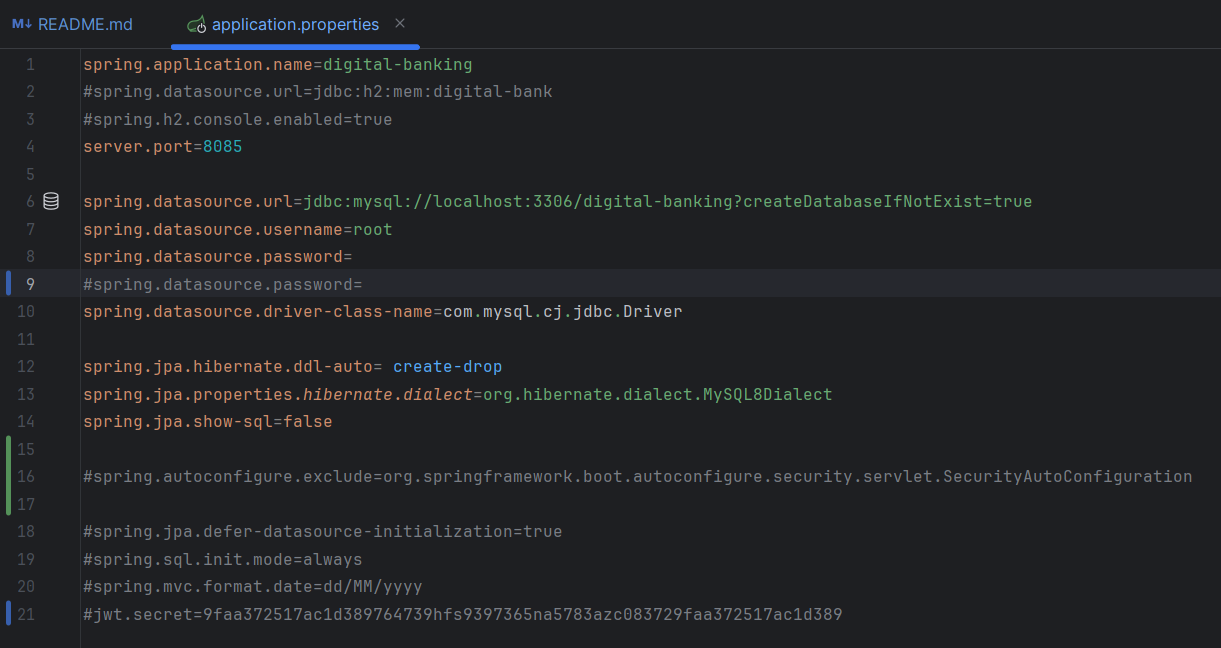 README.md
application.properties
1 spring.application.name=digital-banking
2 #spring.datasource.url=jdbc:h2:mem:digital-bank
3 #spring.h2.console.enabled=true
4 server.port=8085
5
6 spring.datasource.url=jdbc:mysql://localhost:3306/digital-banking?createDatabaseIfNotExist=true
7 spring.datasource.username=root
8 spring.datasource.password=
9 #spring.datasource.password=
10 spring.datasource.driver-class-name=com.mysql.cj.jdbc.Driver
11
12 spring.jpa.hibernate.ddl-auto= create-drop
13 spring.jpa.properties.hibernate.dialect=org.hibernate.dialect.MySQL8Dialect
14 spring.jpa.show-sql=false
15
16 #spring.autoconfigure.exclude=org.springframework.boot.autoconfigure.security.servlet.SecurityAutoConfiguration
17
18 #spring.jpa.defer-datasource-initialization=true
19 #spring.sql.init.mode=always
20 #spring.mvc.format.date=dd/MM/yyyy
21 #jwt.secret=9faa372517ac1d389764739hfs9397365na5783azc083729faa372517ac1d389